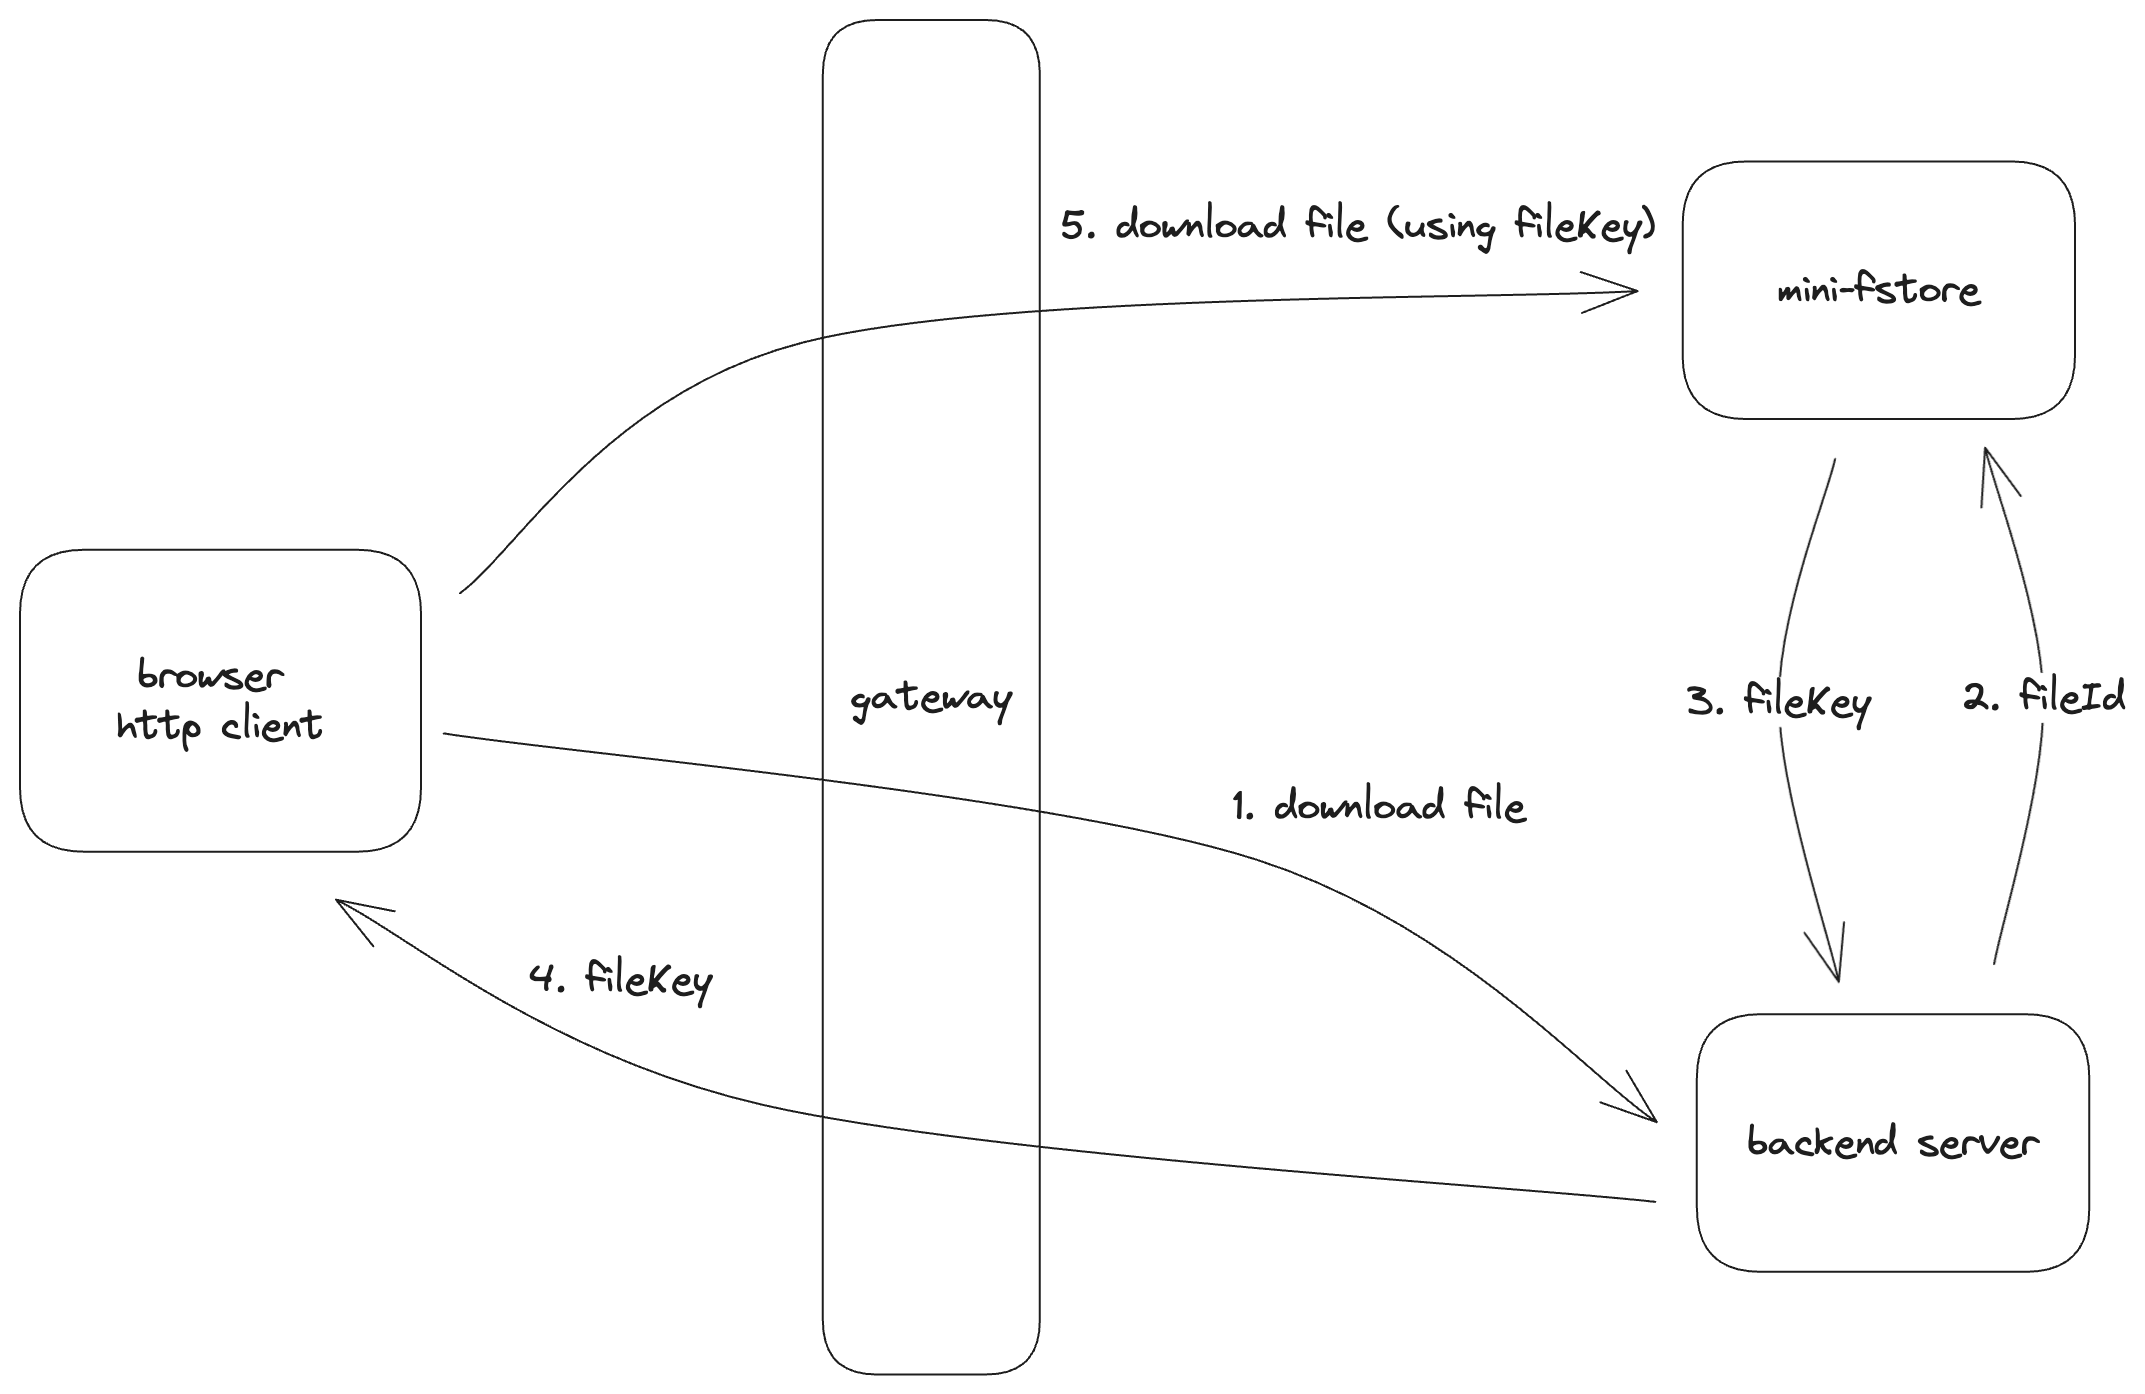 5. download file (using fileKey)
mini-fstore
browser
http client
gateway
3. fileKey
2. fileId
1. download file
4. fileKey
backend server